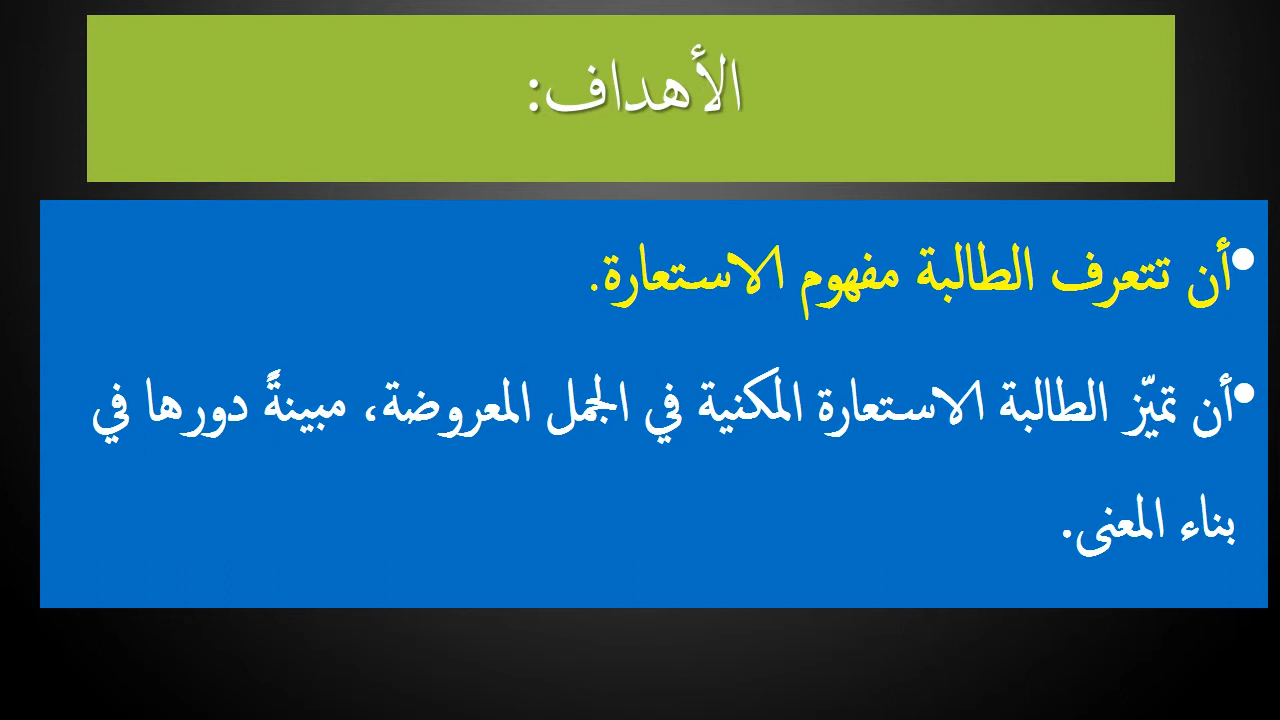 الأهداف:
•أن تتعرف الطالبة مفهوم الاستعارة.
•أن تميّز الطالبة الاستعارة المكنية في الجمل المعروضة، مبينةً دورها في
بناء المعنى.